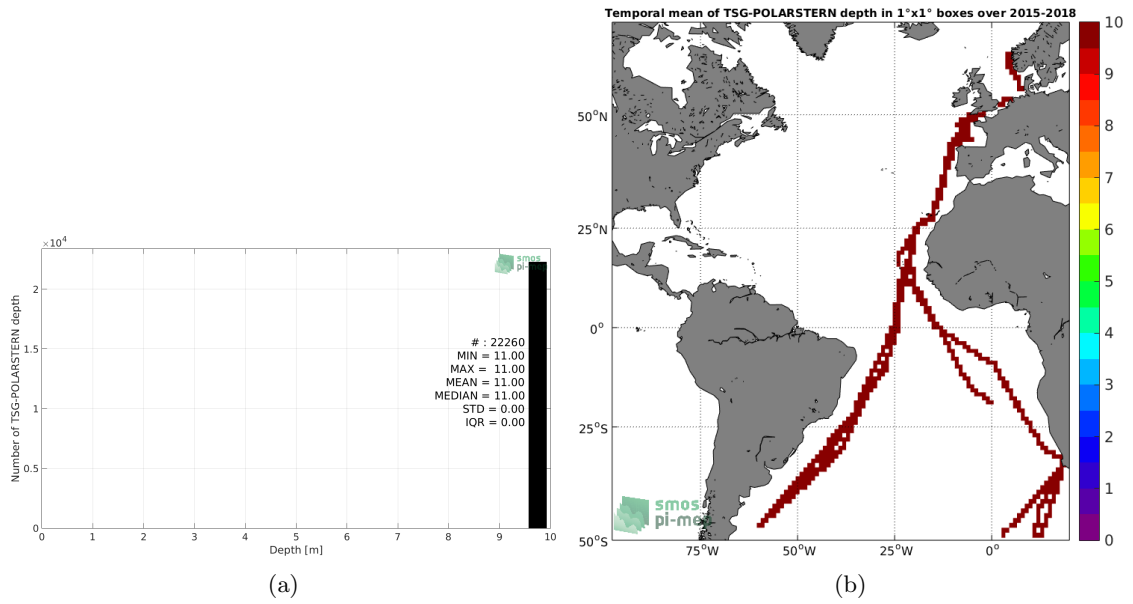 ×10⁴
2
1.5
1
0.5
0
Number of TSG-POLARSTERN depth
smos
pi-mep
# : 22260
MIN = 11.00
MAX = 11.00
MEAN = 11.00
MEDIAN = 11.00
STD = 0.00
IQR = 0.00
0 1 2 3 4 5 6 7 8 9 10
Depth [m]
(a)
Temporal mean of TSG-POLARSTERN depth in 1°x1° boxes over 2015-2018
50°N
25°N
0°
25°S
50°S
75°W 50°W 25°W 0°
smos
pi-mep
10
9
8
7
6
5
4
3
2
1
0
(b)